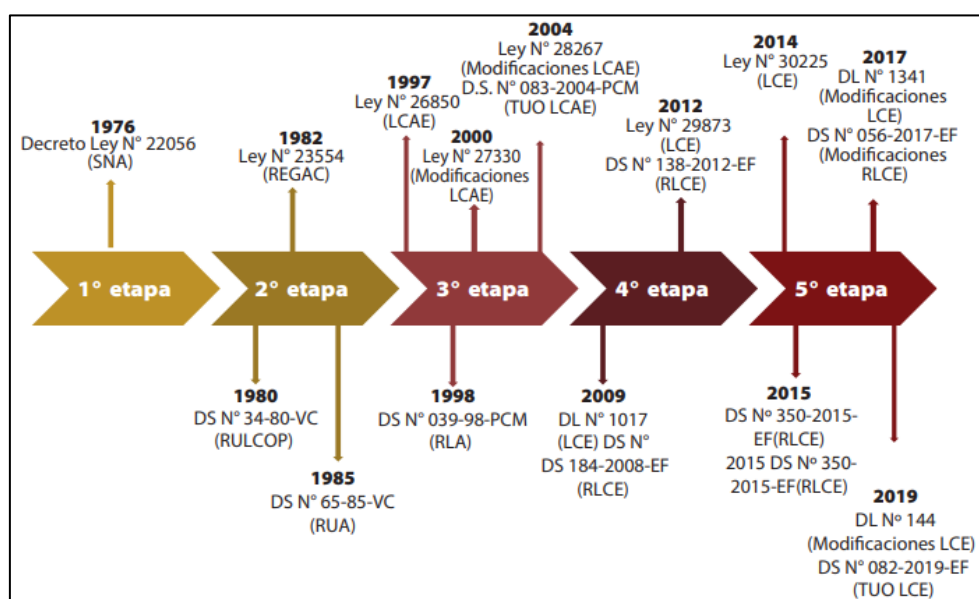 1976
Decreto Ley N° 22056
(SNA)
1982
Ley N° 23554
(REGAC)
1997
Ley N° 26850
(LCAE)
2000
Ley N° 27330
(Modificaciones
LCAE)
2004
Ley N° 28267
(Modificaciones LCAE)
D.S. N° 083-2004-PCM
(TUO LCAE)
2012
Ley N° 29873
(LCE)
DS N° 138-2012-EF
(RLCE)
2014
Ley N° 30225
(LCE)
2017
DL N° 1341
(Modificaciones
LCE)
DS N° 056-2017-EF
(Modificaciones
RLCE)
1° etapa
2° etapa
3° etapa
4° etapa
5° etapa
1980
DS N° 34-80-VC
(RULCOP)
1985
DS N° 65-85-VC
(RUA)
1998
DS N° 039-98-PCM
(RLA)
2009
DL N° 1017
(LCE) DS N°
DS 184-2008-EF
(RLCE)
2015
DS Nº 350-2015-
EF(RLCE)
2015 DS Nº 350-
2015-EF(RLCE)
2019
DL Nº 144
(Modificaciones LCE)
DS N° 082-2019-EF
(TUO LCE)